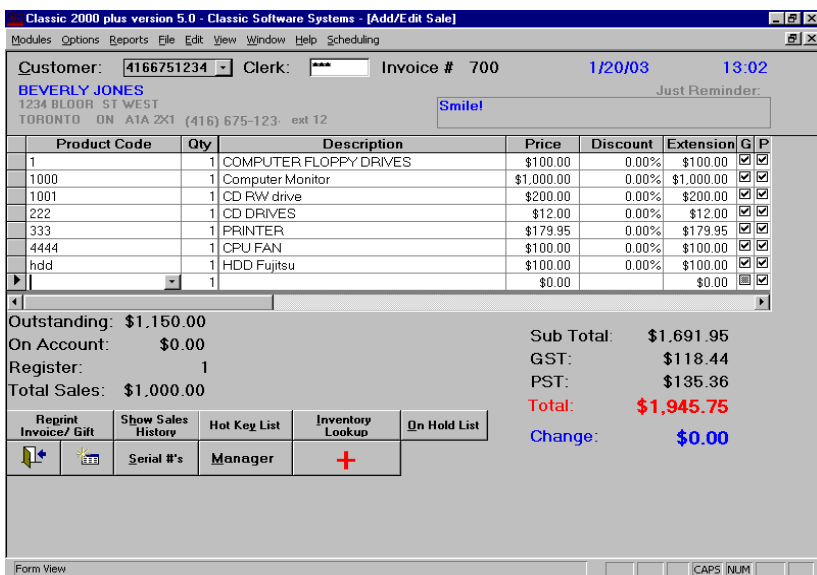 Classic 2000 plus version 5.0 - Classic Software Systems - [Add/Edit Sale]
Modules Options Reports File Edit View Window Help Scheduling
Customer: 4166751234 Clerk: *** Invoice # 700 1/20/03 13:02
BEVERLY JONES Just Reminder:
1234 BLOOR ST WEST Smile!
TORONTO ON A1A 2X1 (416) 675-123 ext 12
Product Code Qty Description Price Discount Extension G P
1 1 COMPUTER FLOPPY DRIVES $100.00 0.00% $100.00
1000 1 Computer Monitor $1,000.00 0.00% $1,000.00
1001 1 CD RW drive $200.00 0.00% $200.00
222 1 CD DRIVES $12.00 0.00% $12.00
333 1 PRINTER $179.95 0.00% $179.95
4444 1 CPU FAN $100.00 0.00% $100.00
hdd 1 HDD Fujitsu $100.00 0.00% $100.00
1 $0.00 $0.00
Outstanding: $1,150.00
On Account: $0.00
Register: 1
Total Sales: $1,000.00
Sub Total: $1,691.95
GST: $118.44
PST: $135.36
Total: $1,945.75
Change: $0.00
Reprint Invoice/ Gift
Show Sales History
Hot Key List
Inventory Lookup
On Hold List
Serial #'s
Manager
+
Form View CAPS NUM